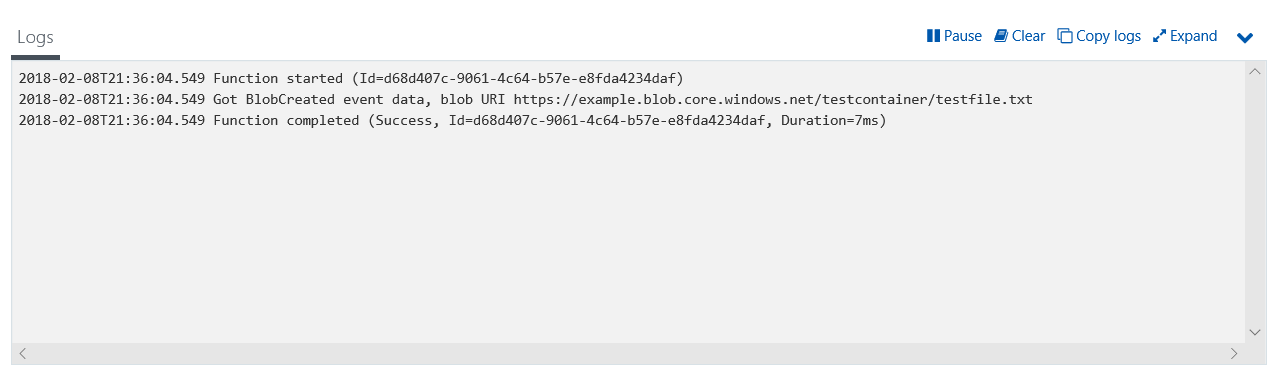 Logs
Pause Clear Copy logs Expand
2018-02-08T21:36:04.549 Function started (Id=d68d407c-9061-4c64-b57e-e8fda4234daf)
2018-02-08T21:36:04.549 Got BlobCreated event data, blob URI https://example.blob.core.windows.net/testcontainer/testfile.txt
2018-02-08T21:36:04.549 Function completed (Success, Id=d68d407c-9061-4c64-b57e-e8fda4234daf, Duration=7ms)